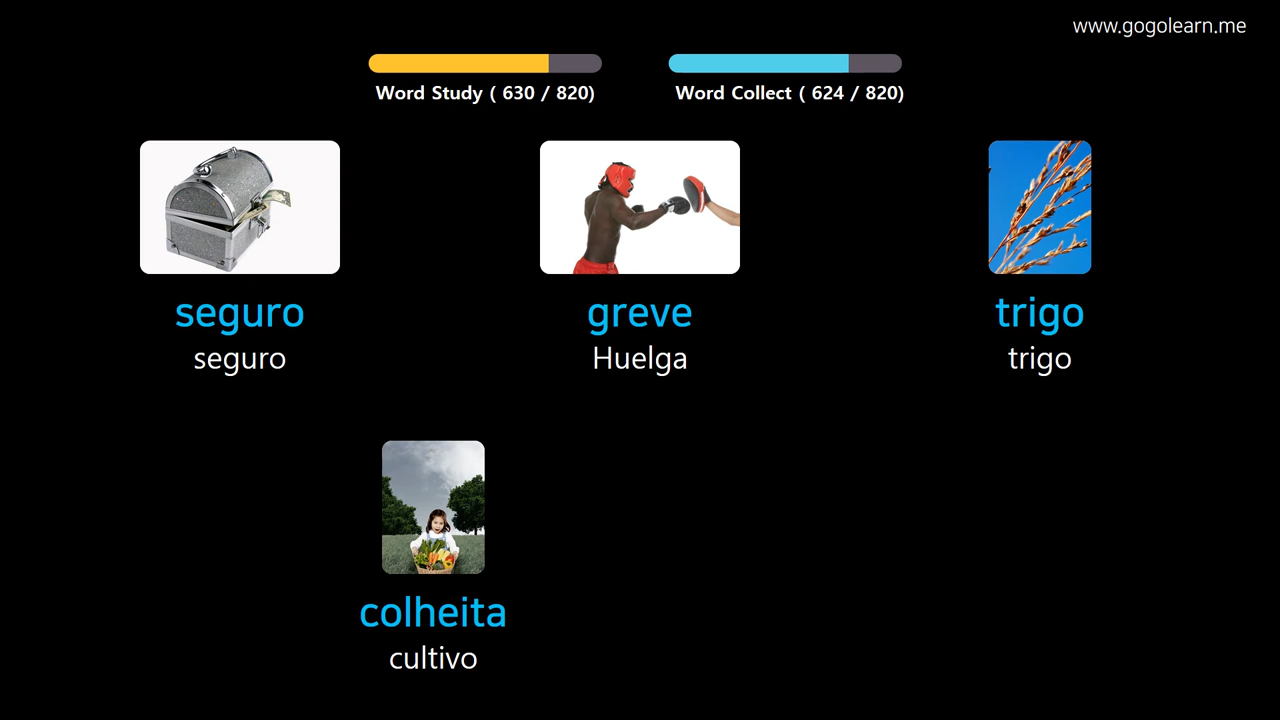 www.gogolearn.me
Word Study ( 630 / 820)
Word Collect ( 624 / 820)
seguro
seguro
greve
Huelga
trigo
trigo
colheita
cultivo